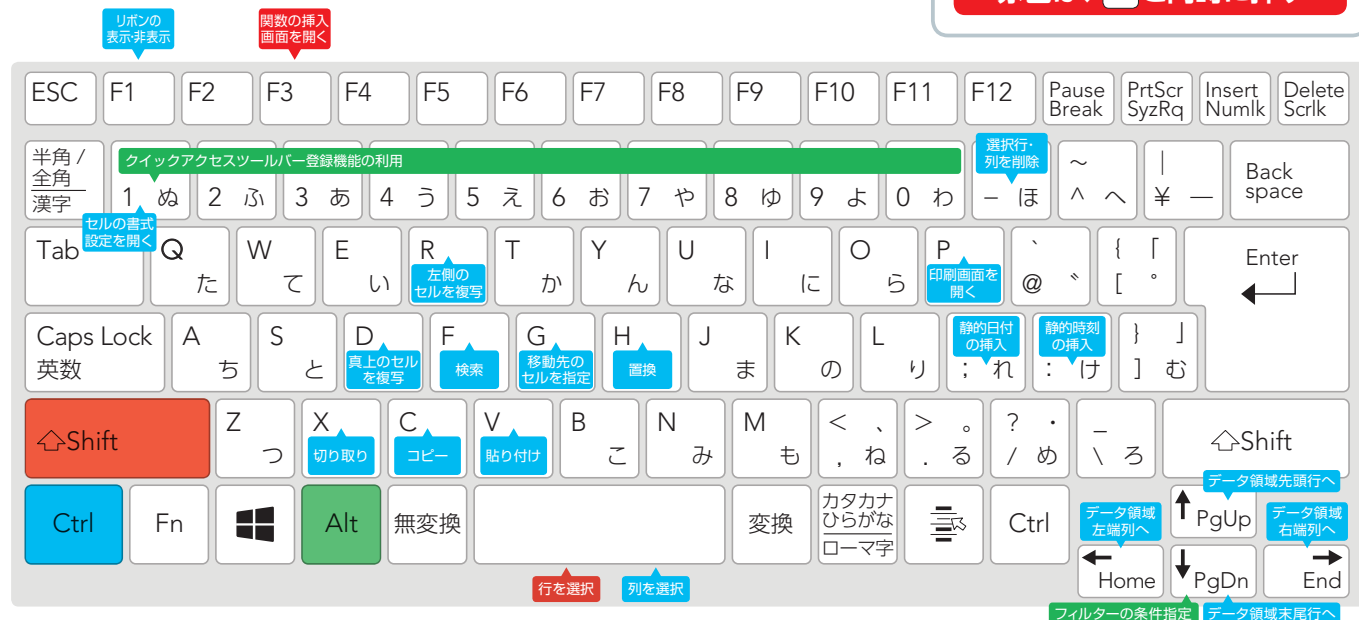 リボンの
表示・非表示
関数の挿入
画面を開く
ESC
F1
F2
F3
F4
F5
F6
F7
F8
F9
F10
F11
F12
Pause
Break
PrtScr
SyzRq
Insert
Numlk
Delete
Scrlk
半角 /
全角
漢字
クイックアクセスツールバー登録機能の利用
1 ぬ
2 ふ
3 あ
4 う
5 え
6 お
7 や
8 ゆ
9 よ
0 わ
選択行・
列を削除
− ほ
～
^ へ
|
¥ —
Back
space
セルの書式
設定を開く
Tab
Q
た
W
て
E
い
R
左側の
セルを複写
T
か
Y
ん
U
な
I
に
O
ら
P
印刷画面を
開く
`
@ ゛
{ 「
[ ゜
Enter
Caps Lock
英数
A
ち
S
と
D
真上のセル
を複写
F
検索
G
移動先の
セルを指定
H
置換
J
ま
K
の
L
り
静的日付
の挿入
; れ
静的時刻
の挿入
: け
} 」
] む
Shift
Z
つ
X
切り取り
C
コピー
V
貼り付け
B
こ
N
み
M
も
< 、
, ね
> 。
. る
? ・
/ め
_
\ ろ
Shift
Ctrl
Fn
Alt
無変換
変換
カタカナ
ひらがな
ローマ字
Ctrl
データ領域先頭行へ
データ領域
左端列へ
PgUp
データ領域
右端列へ
Home
PgDn
End
行を選択
列を選択
フィルターの条件指定
データ領域末尾行へ